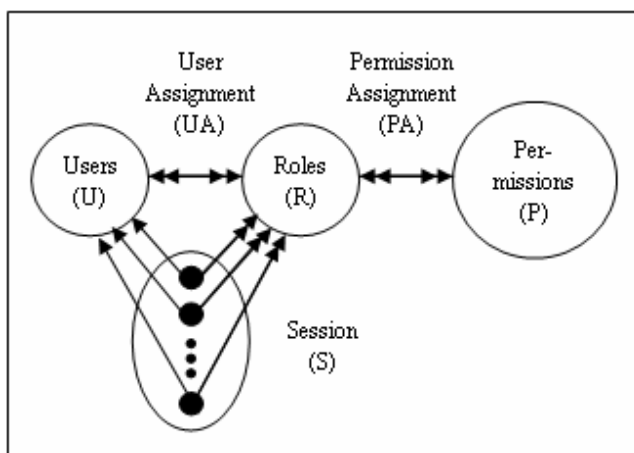 User
Assignment
(UA)
Permission
Assignment
(PA)
Users
(U)
Roles
(R)
Per-
missions
(P)
Session
(S)